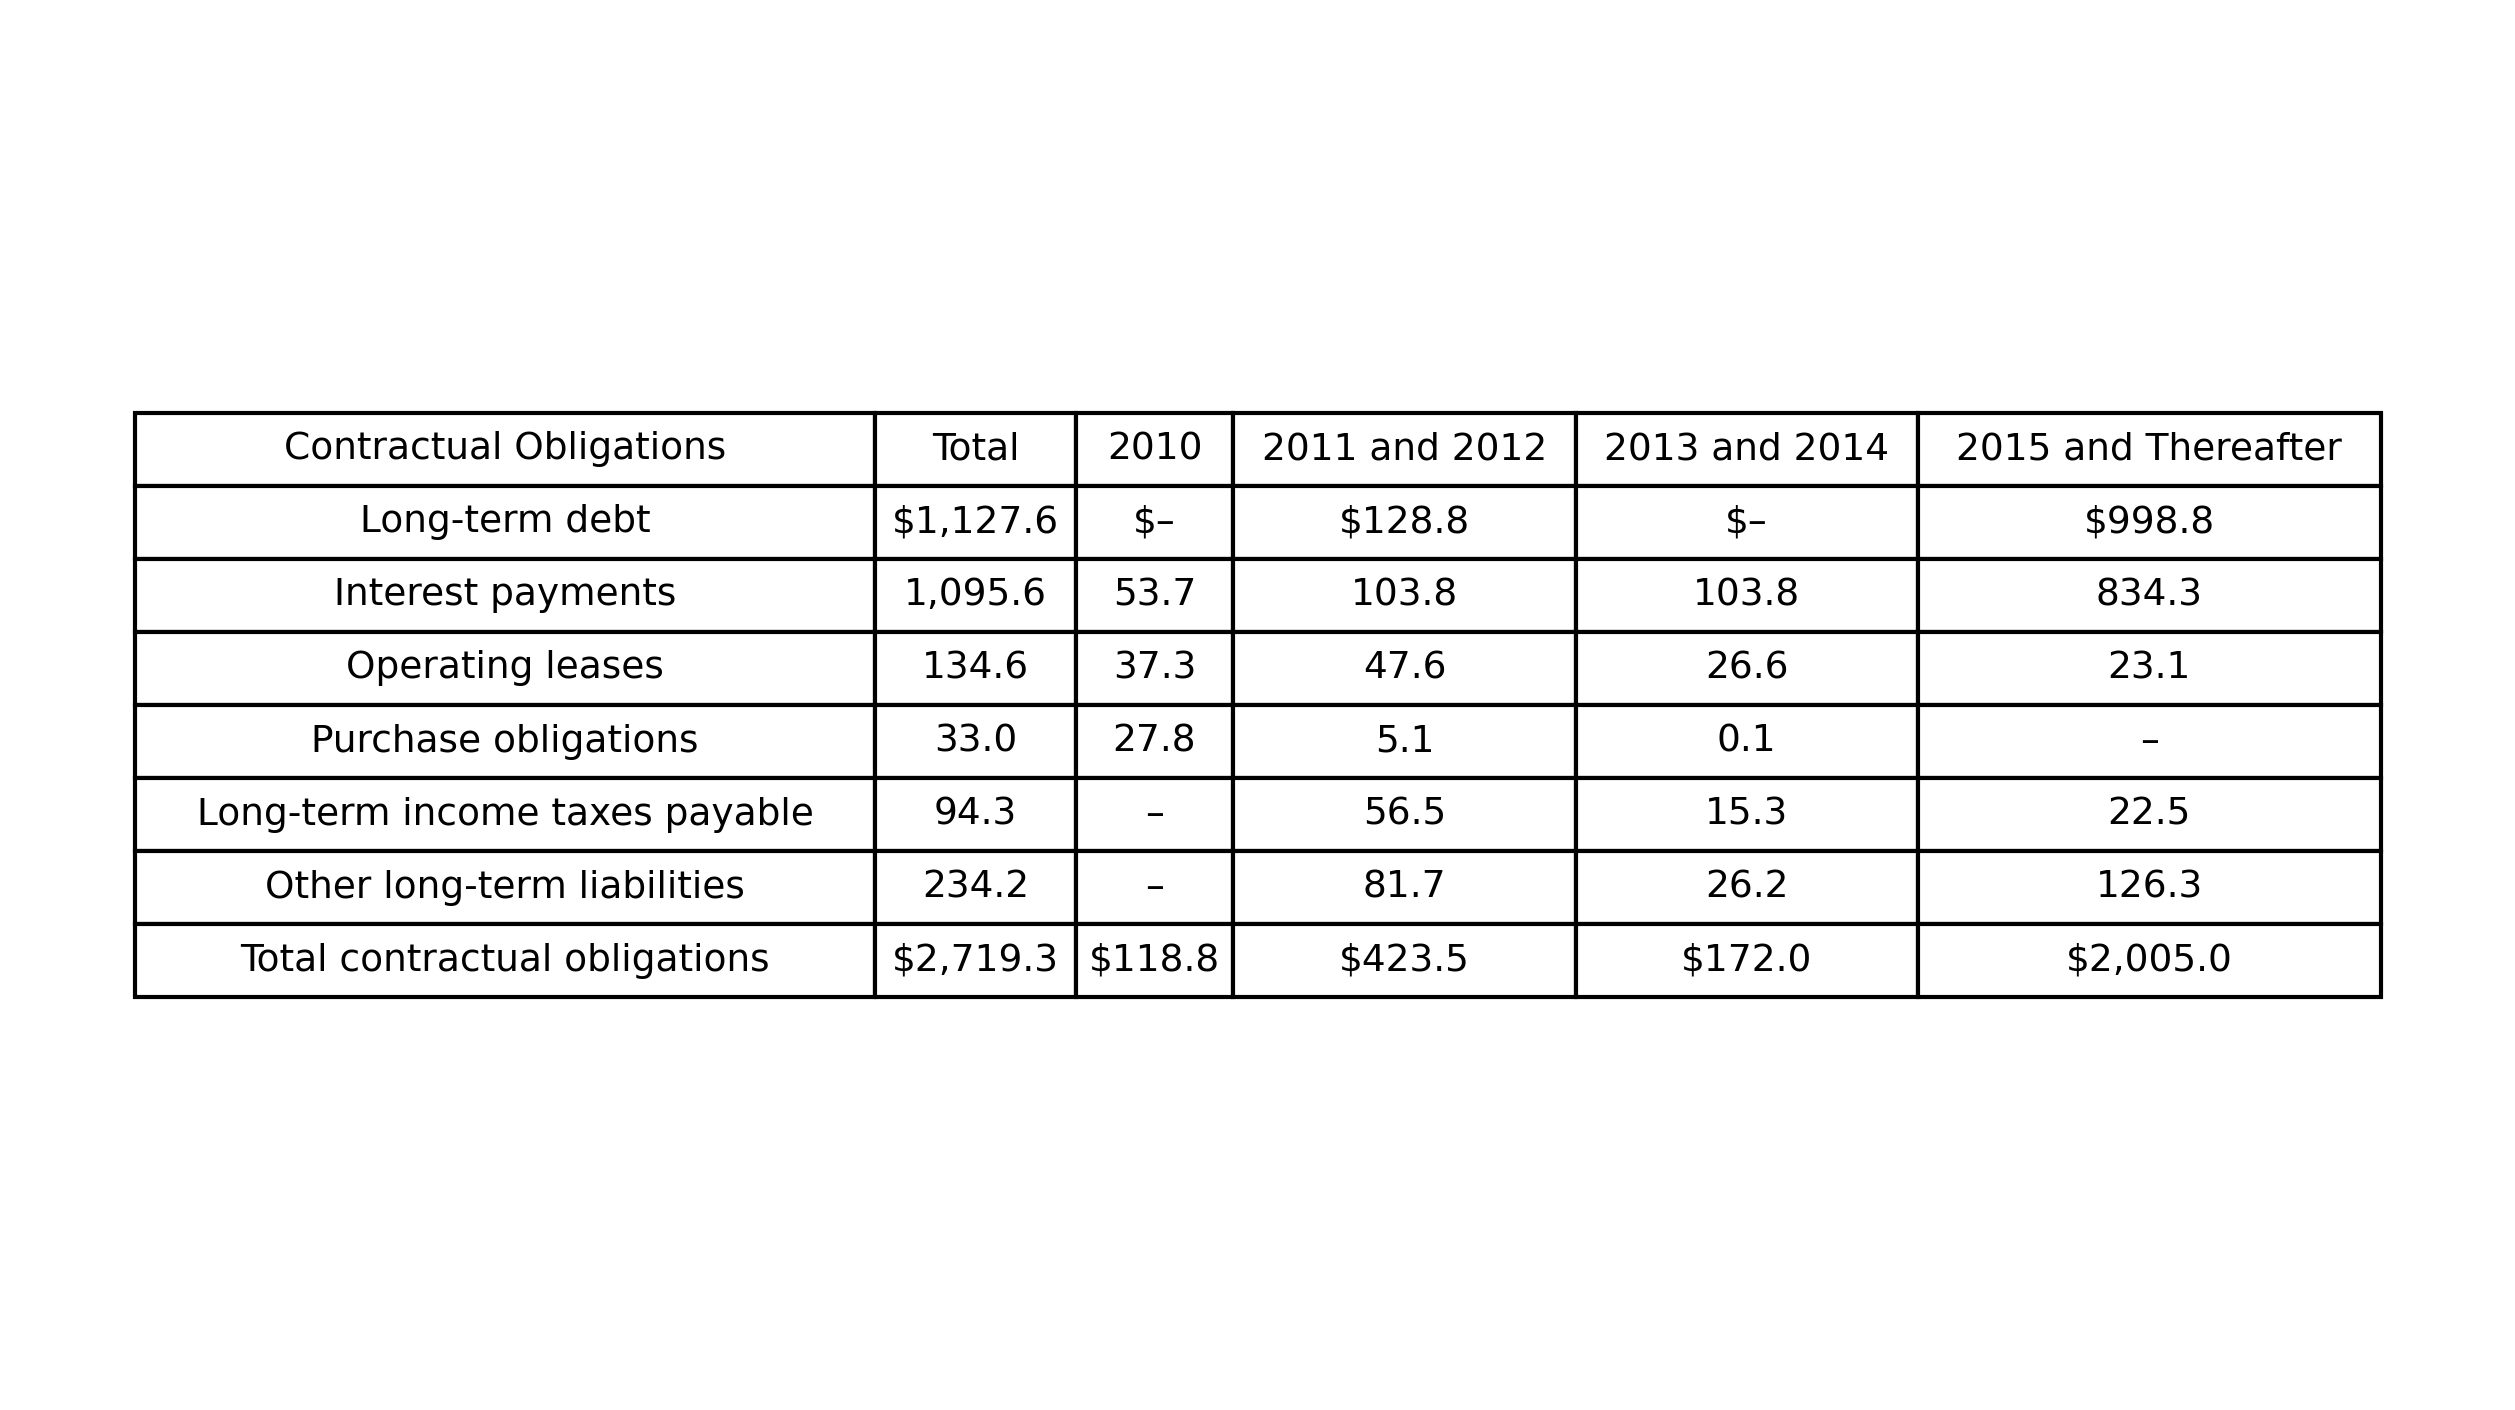 Contractual Obligations Total 2010 2011 and 2012 2013 and 2014 2015 and Thereafter
Long-term debt $1,127.6 $– $128.8 $– $998.8
Interest payments 1,095.6 53.7 103.8 103.8 834.3
Operating leases 134.6 37.3 47.6 26.6 23.1
Purchase obligations 33.0 27.8 5.1 0.1 –
Long-term income taxes payable 94.3 – 56.5 15.3 22.5
Other long-term liabilities 234.2 – 81.7 26.2 126.3
Total contractual obligations $2,719.3 $118.8 $423.5 $172.0 $2,005.0